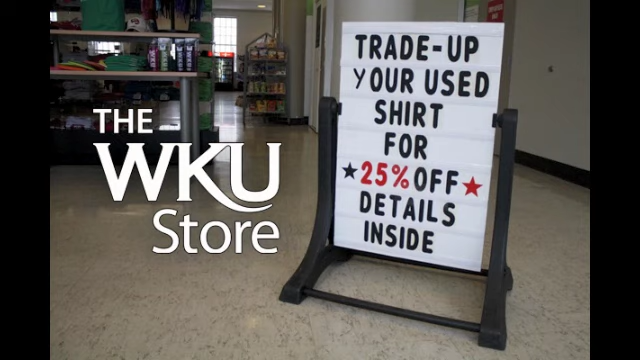 THE
WKU
Store
TRADE-UP
YOUR USED
SHIRT
FOR
★25% OFF★
DETAILS
INSIDE